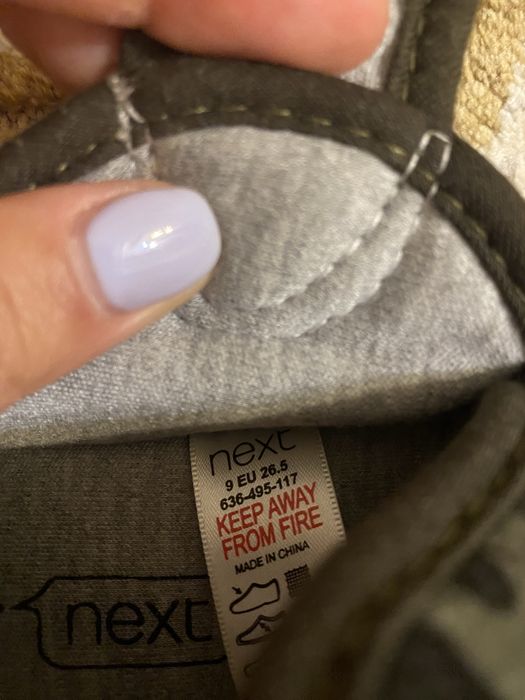 next
9 EU 26.5
636-495-117
KEEP AWAY
FROM FIRE
MADE IN CHINA
next